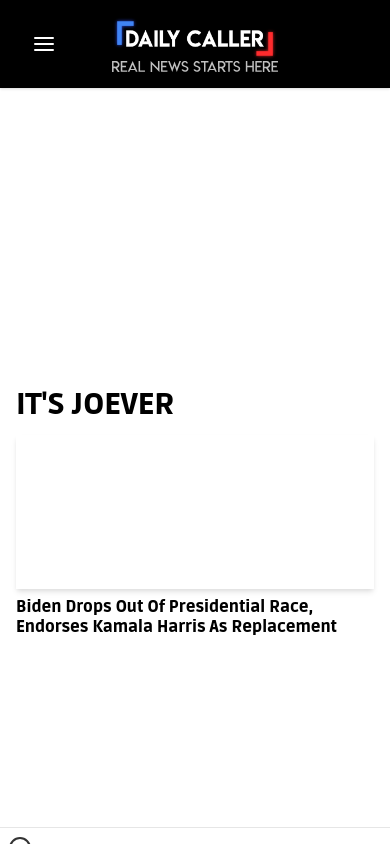 DAILY CALLER
REAL NEWS STARTS HERE
IT'S JOEVER
Biden Drops Out Of Presidential Race,
Endorses Kamala Harris As Replacement